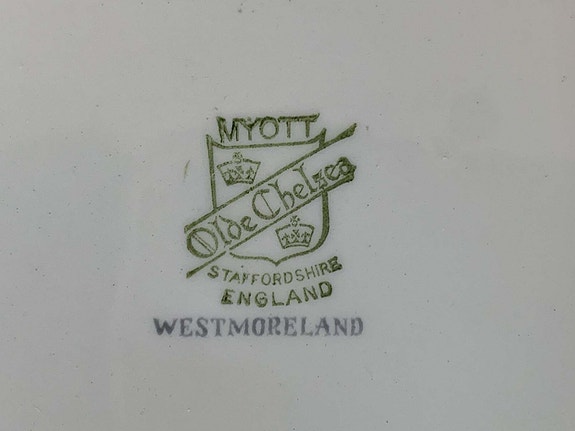 MYOTT
Olde Chelsea
STAFFORDSHIRE
ENGLAND
WESTMORELAND